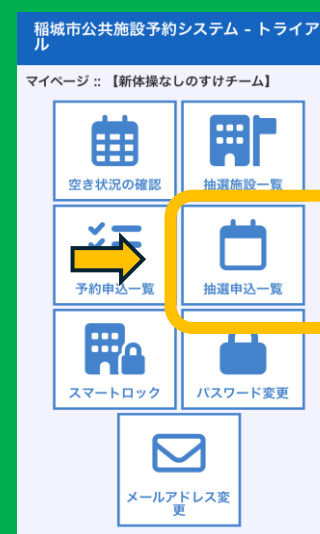 稲城市公共施設予約システム - トライア
ル
マイページ :: 【新体操なしのすけチーム】
空き状況の確認
抽選施設一覧
予約申込一覧
抽選申込一覧
スマートロック
パスワード変更
メールアドレス変
更